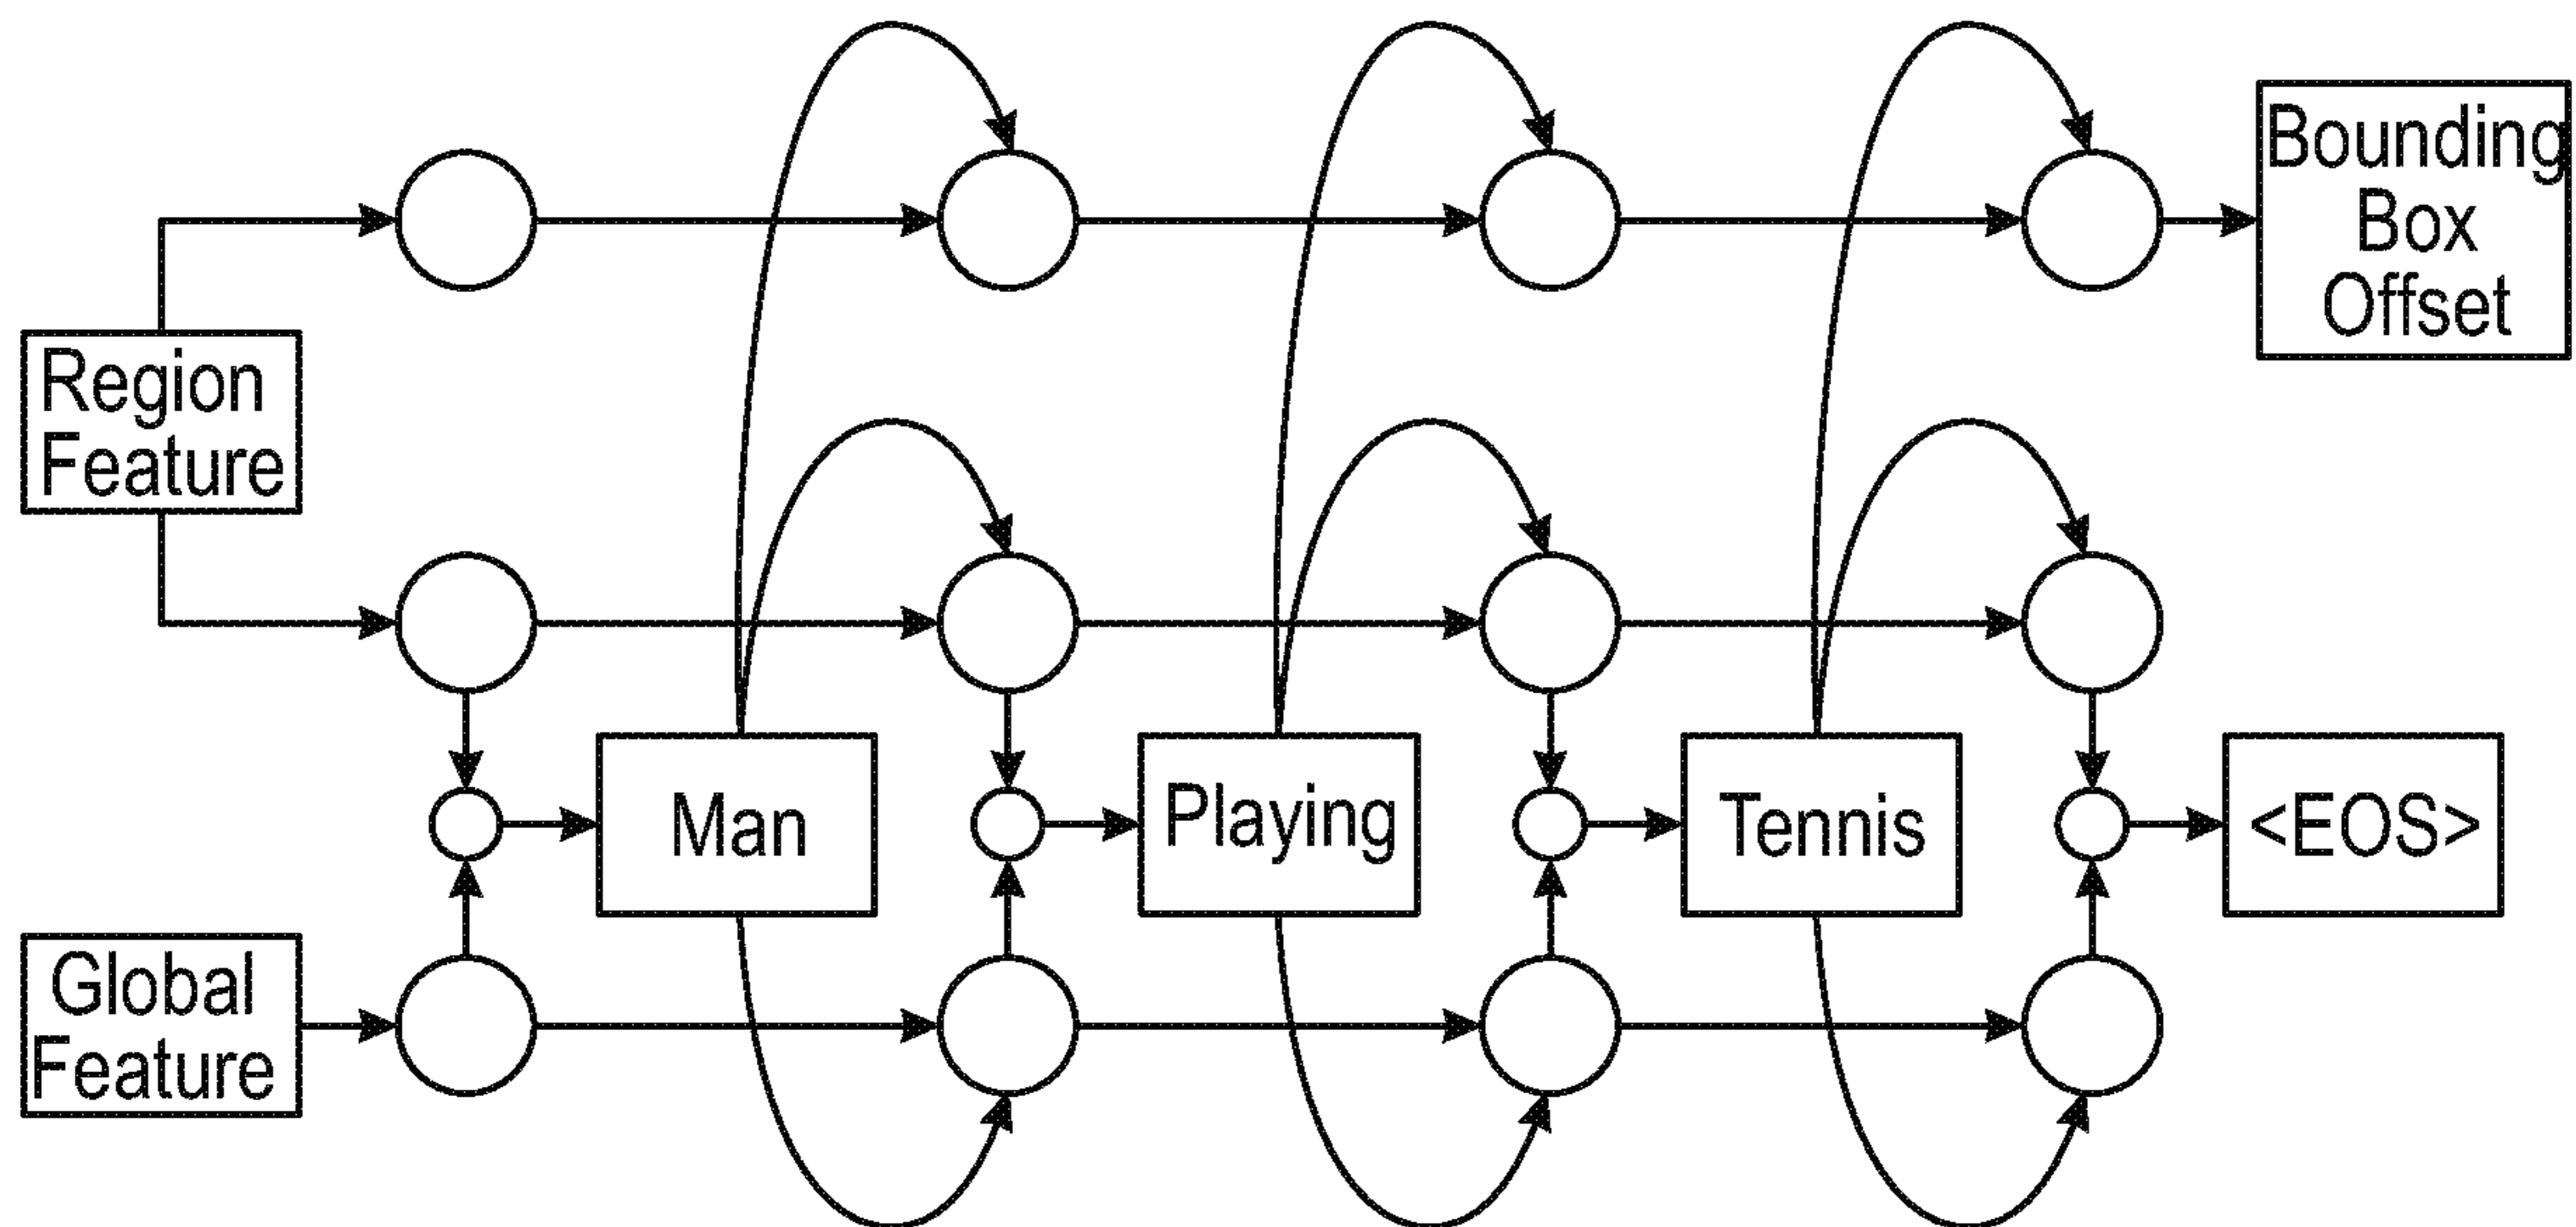 Bounding
Box
Offset
Region
Feature
Man
Playing
Tennis
<EOS>
Global
Feature